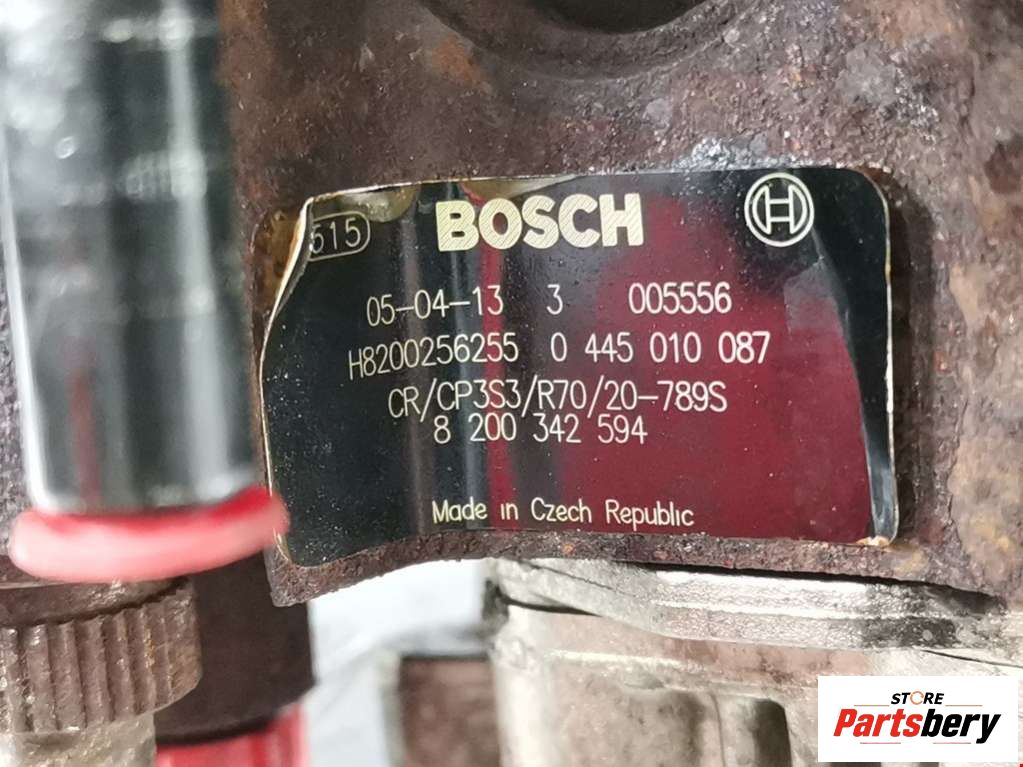 515 BOSCH
05-04-13 3 005556
H8200256255 0 445 010 087
CR/CP3S3/R70/20-789S
8 200 342 594
Made in Czech Republic
STORE
Partsbery